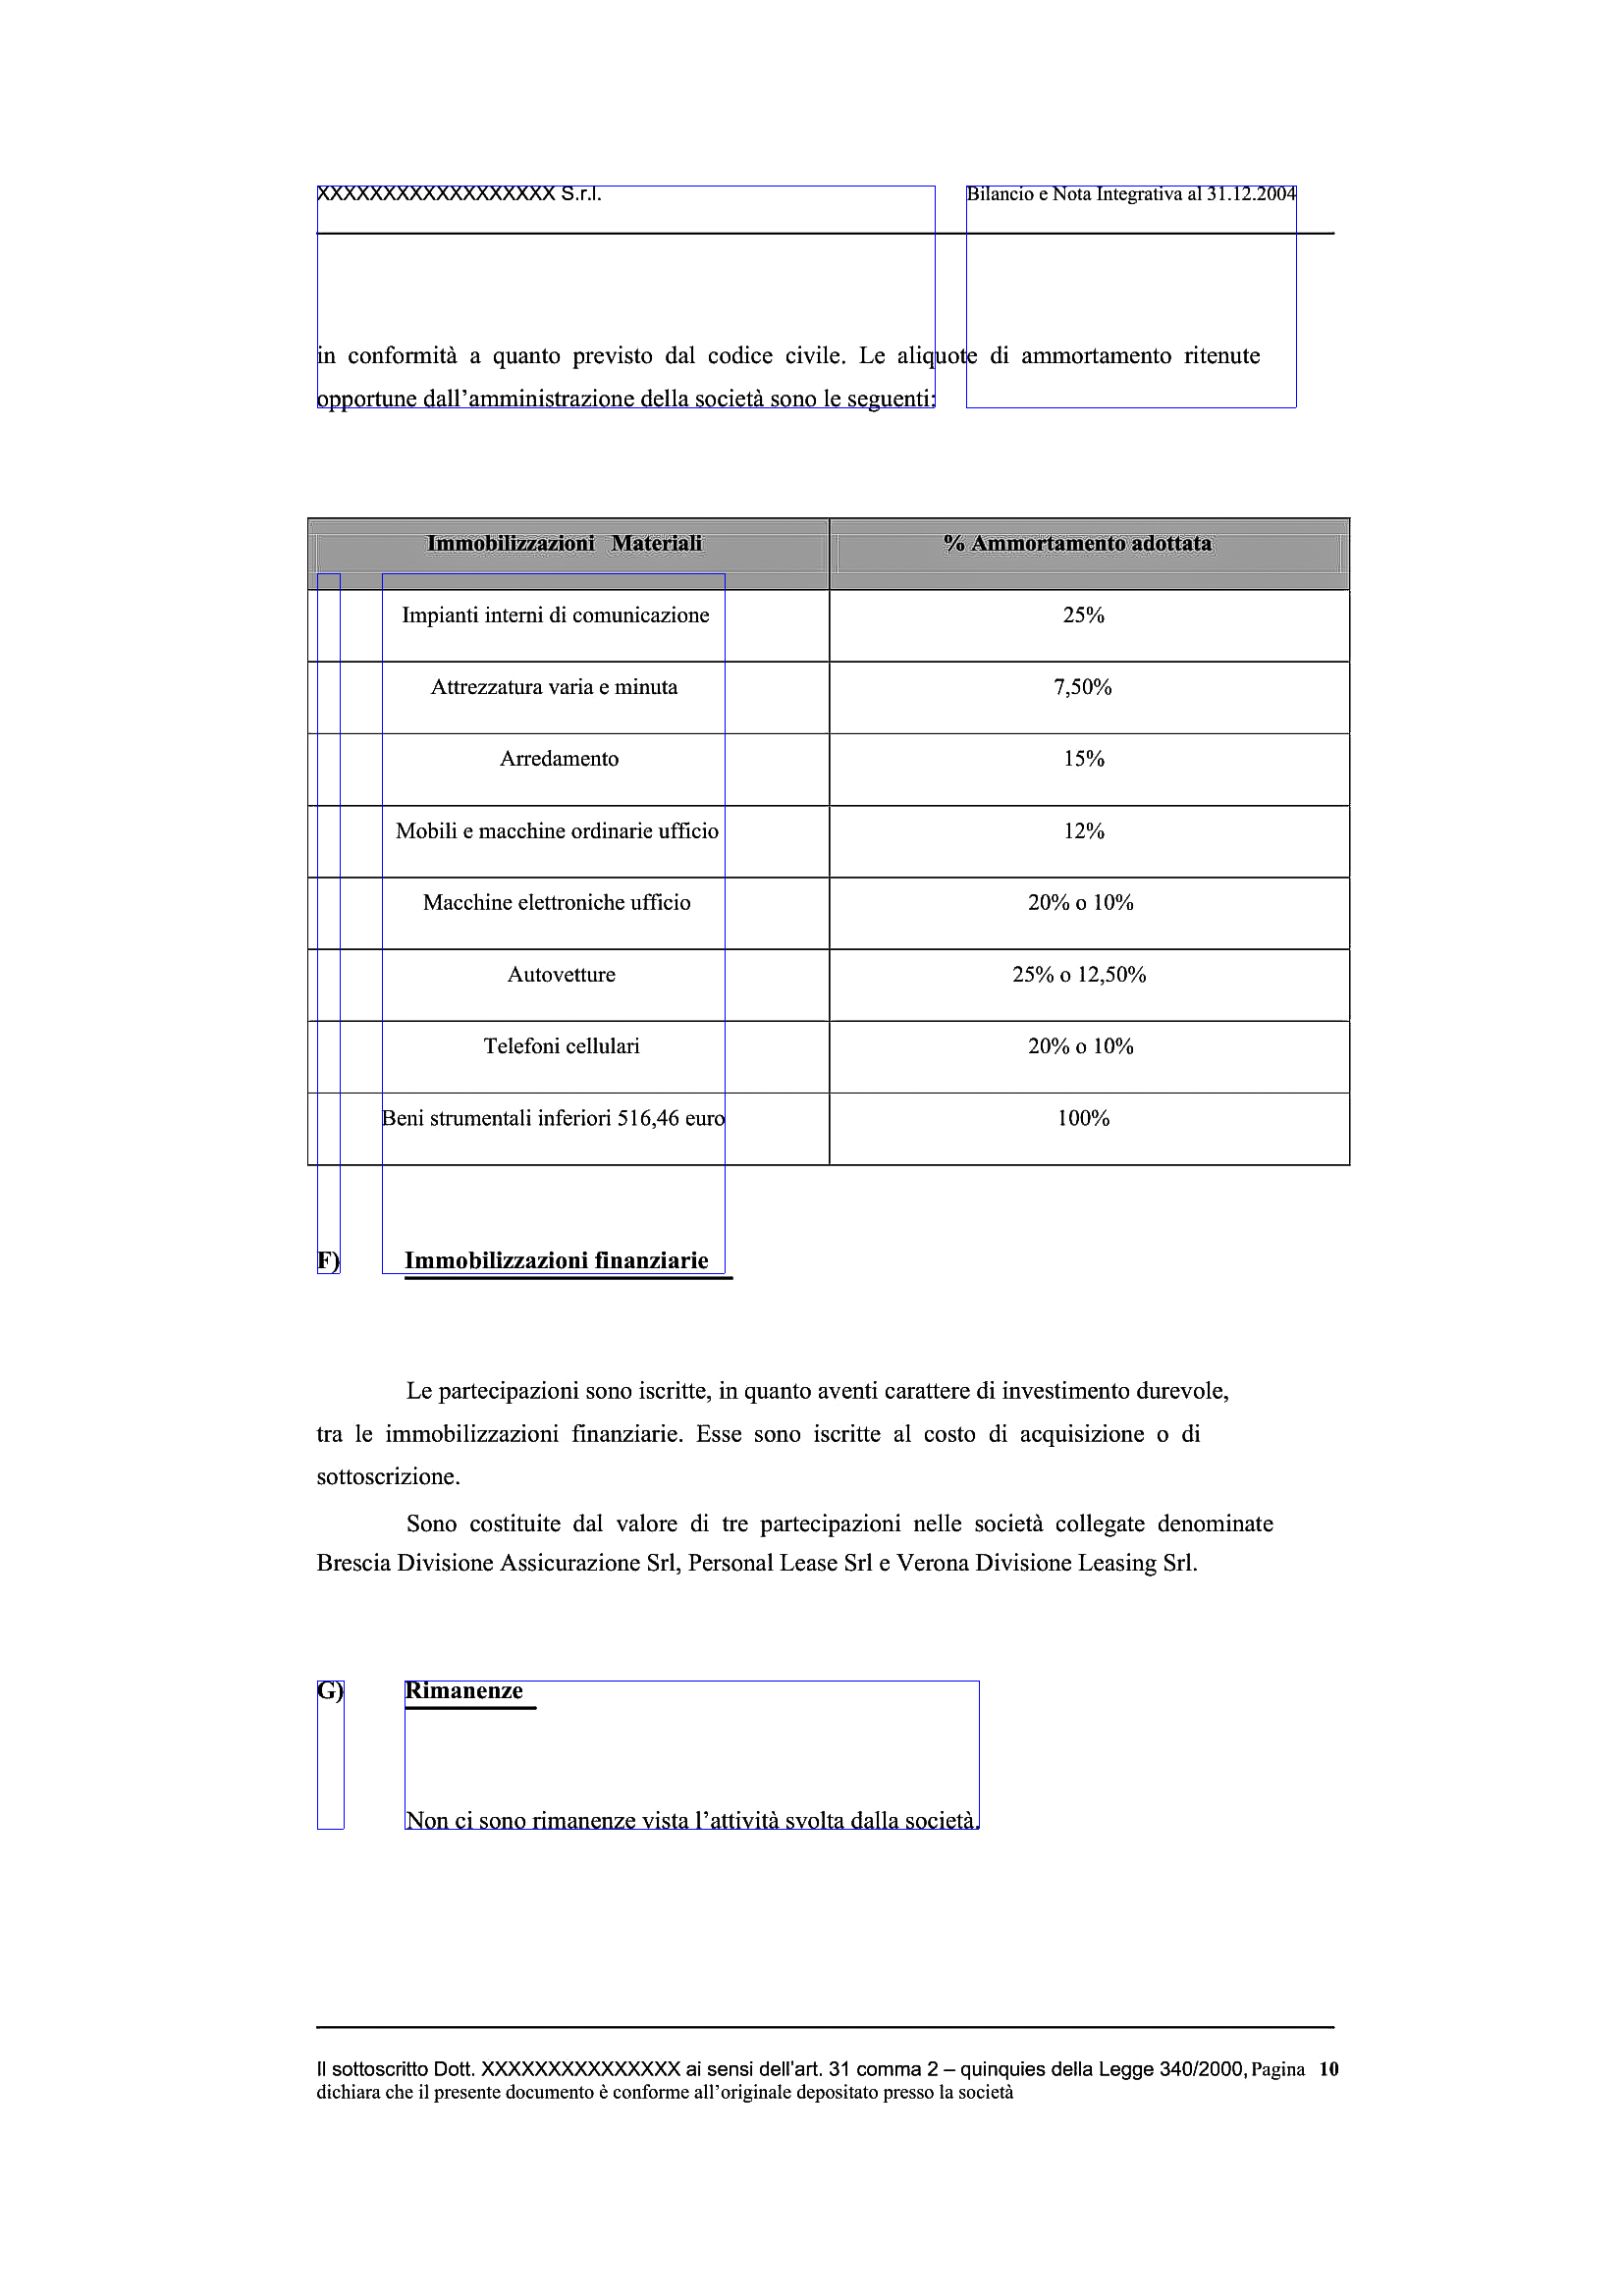 XXXXXXXXXXXXXXXXXX S.r.l. Bilancio e Nota Integrativa al 31.12.2004
in conformità a quanto previsto dal codice civile. Le aliquote di ammortamento ritenute
opportune dall’amministrazione della società sono le seguenti:
Immobilizzazioni Materiali % Ammortamento adottata
Impianti interni di comunicazione 25%
Attrezzatura varia e minuta 7,50%
Arredamento 15%
Mobili e macchine ordinarie ufficio 12%
Macchine elettroniche ufficio 20% o 10%
Autovetture 25% o 12,50%
Telefoni cellulari 20% o 10%
Beni strumentali inferiori 516,46 euro 100%
F) Immobilizzazioni finanziarie
Le partecipazioni sono iscritte, in quanto aventi carattere di investimento durevole,
tra le immobilizzazioni finanziarie. Esse sono iscritte al costo di acquisizione o di
sottoscrizione.
Sono costituite dal valore di tre partecipazioni nelle società collegate denominate
Brescia Divisione Assicurazione Srl, Personal Lease Srl e Verona Divisione Leasing Srl.
G) Rimanenze
Non ci sono rimanenze vista l’attività svolta dalla società.
Il sottoscritto Dott. XXXXXXXXXXXXXXX ai sensi dell’art. 31 comma 2 – quinquies della Legge 340/2000, Pagina 10
dichiara che il presente documento è conforme all’originale depositato presso la società